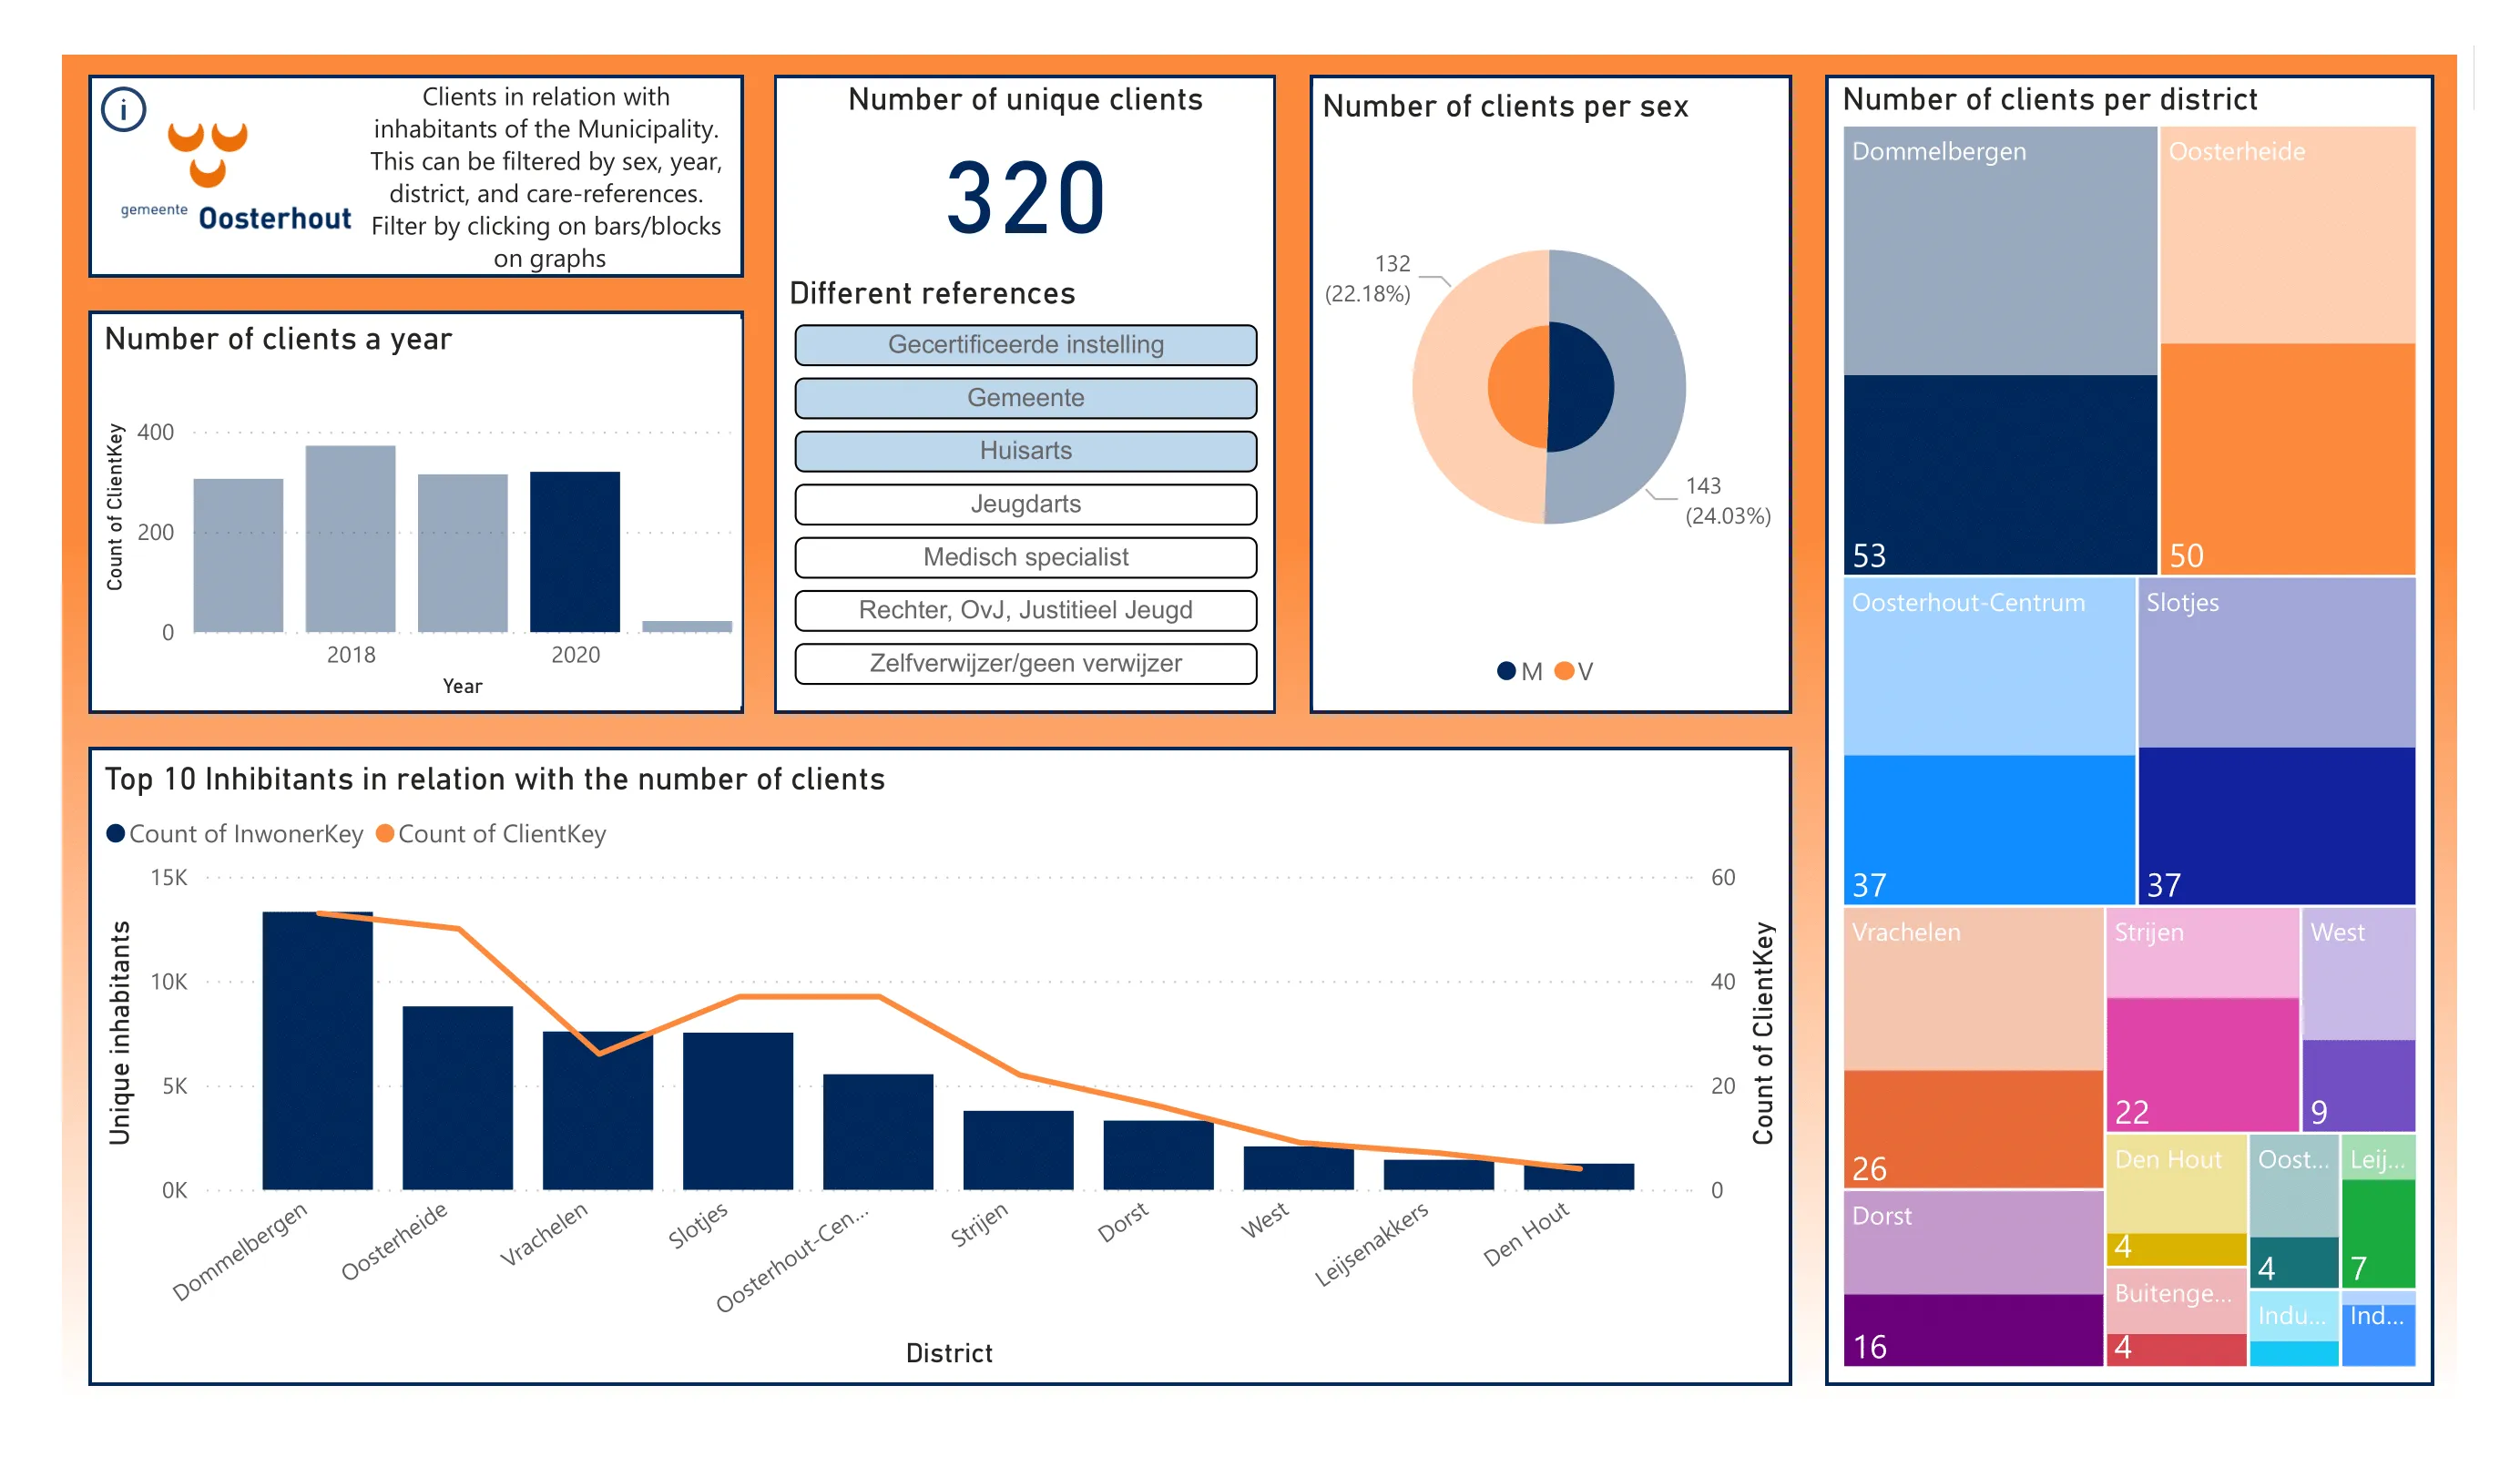 i
gemeente Oosterhout
Clients in relation with
inhabitants of the Municipality.
This can be filtered by sex, year,
district, and care-references.
Filter by clicking on bars/blocks
on graphs
Number of clients a year
Count of ClientKey
400
200
0
2018
2020
Year
Number of unique clients
320
Different references
Gecertificeerde instelling
Gemeente
Huisarts
Jeugdarts
Medisch specialist
Rechter, OvJ, Justitieel Jeugd
Zelfverwijzer/geen verwijzer
Number of clients per sex
132
(22.18%)
143
(24.03%)
M V
Top 10 Inhibitants in relation with the number of clients
Count of InwonerKey Count of ClientKey
Unique inhabitants
15K
10K
5K
0K
60
40
20
0
Count of ClientKey
Dommelbergen
Oosterheide
Vrachelen
Slotjes
Oosterhout-Cen...
Strijen
Dorst
West
Leijsenakkers
Den Hout
District
Number of clients per district
Dommelbergen
53
Oosterheide
50
Oosterhout-Centrum
37
Slotjes
37
Vrachelen
26
Strijen
22
West
9
Dorst
16
Den Hout
4
Oost...
4
Leij...
7
Buitenge...
4
Indu...
Ind...